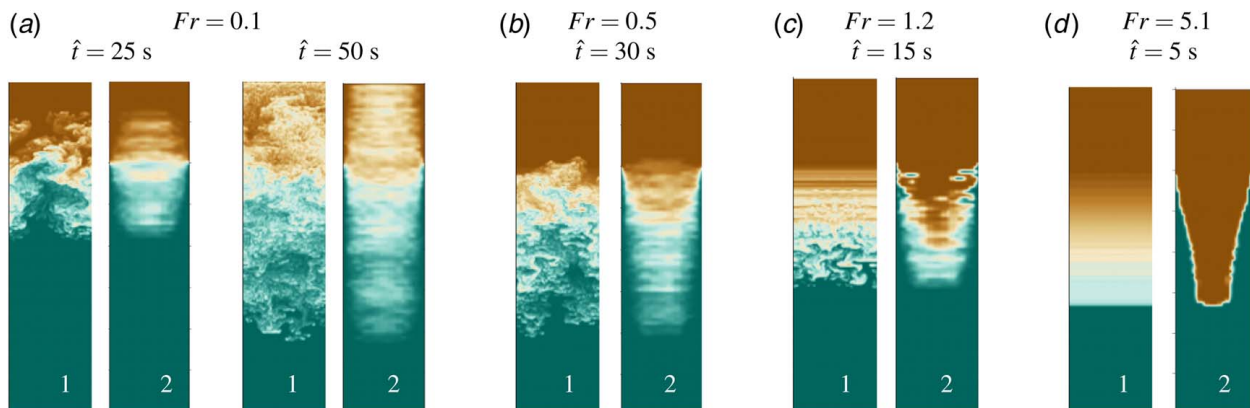 (a) Fr = 0.1
t̂ = 25 s t̂ = 50 s
1 2 1 2
(b) Fr = 0.5
t̂ = 30 s
1 2
(c) Fr = 1.2
t̂ = 15 s
1 2
(d) Fr = 5.1
t̂ = 5 s
1 2